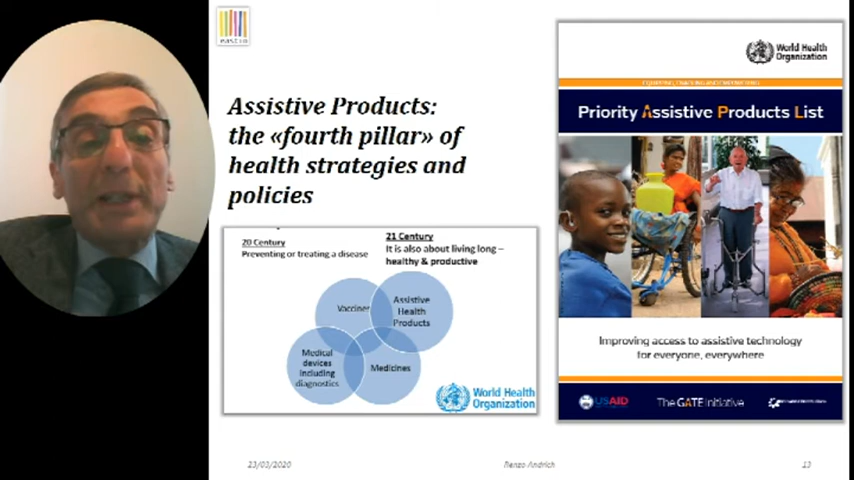 Assistive Products:
the «fourth pillar» of
health strategies and
policies
20 Century
Preventing or treating a disease
21 Century
It is also about living long –
healthy & productive
Vaccines
Assistive
Health
Products
Medical
devices
including
diagnostics
Medicines
World Health
Organization
World Health
Organization
Priority Assistive Products List
Improving access to assistive technology
for everyone, everywhere
USAID
The GATE Initiative
23/03/2020
Renzo Andrich
13